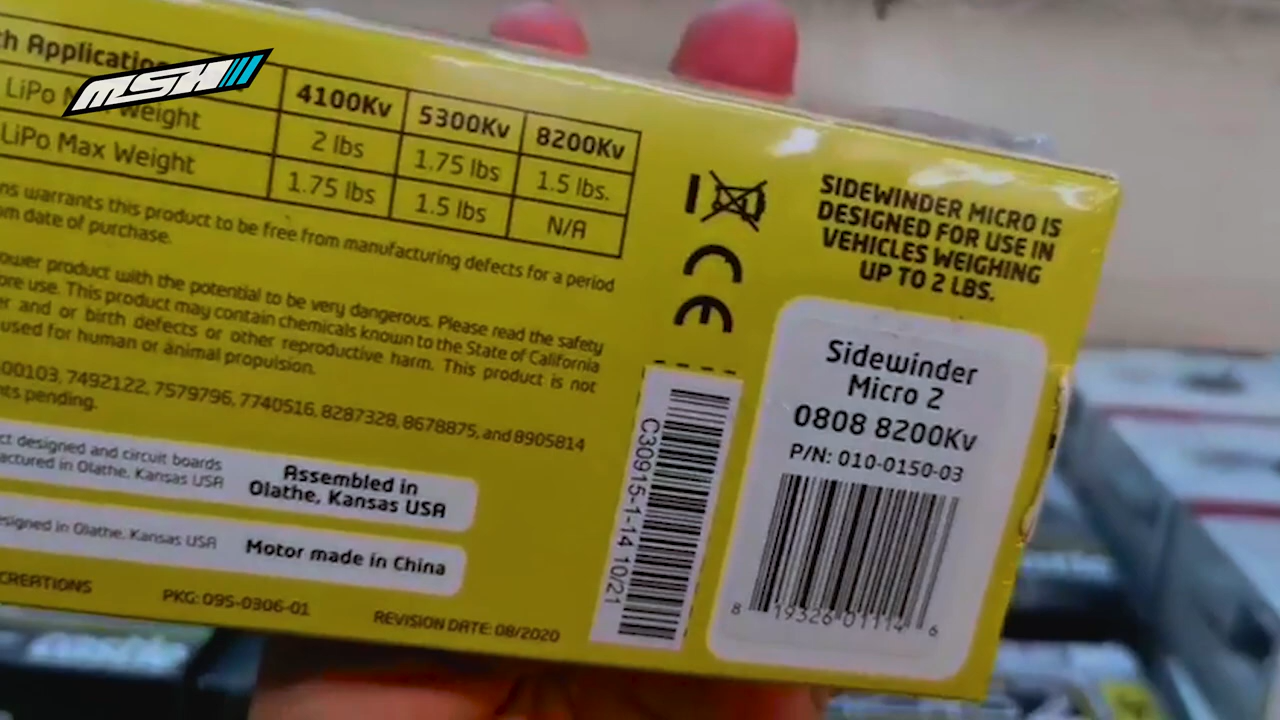 h Application
MSH
LiPo Weight
4100Kv
5300Kv
8200Kv
2 lbs
1.75 lbs
1.5 lbs.
LiPo Max Weight
1.75 lbs
1.5 lbs
N/A
ns warrants this product to be free from manufacturing defects for a period
om date of purchase.
ower product with the potential to be very dangerous. Please read the safety
ore use. This product may contain chemicals known to the State of California
er and or birth defects or other reproductive harm. This product is not
used for human or animal propulsion.
00103, 7492122, 7579796, 7740516, 8287328, 8678875, and 8905814
nts pending.
ct designed and circuit boards
factured in Olathe, Kansas USA
Assembled in
Olathe, Kansas USA
esigned in Olathe, Kansas USA
Motor made in China
CREATIONS
PKG: 095-0306-01
REVISION DATE: 08/2020
CE
C30915-1-14 10/21
SIDEWINDER MICRO IS
DESIGNED FOR USE IN
VEHICLES WEIGHING
UP TO 2 LBS.
Sidewinder
Micro 2
0808 8200Kv
P/N: 010-0150-03
8 19326 01114 6